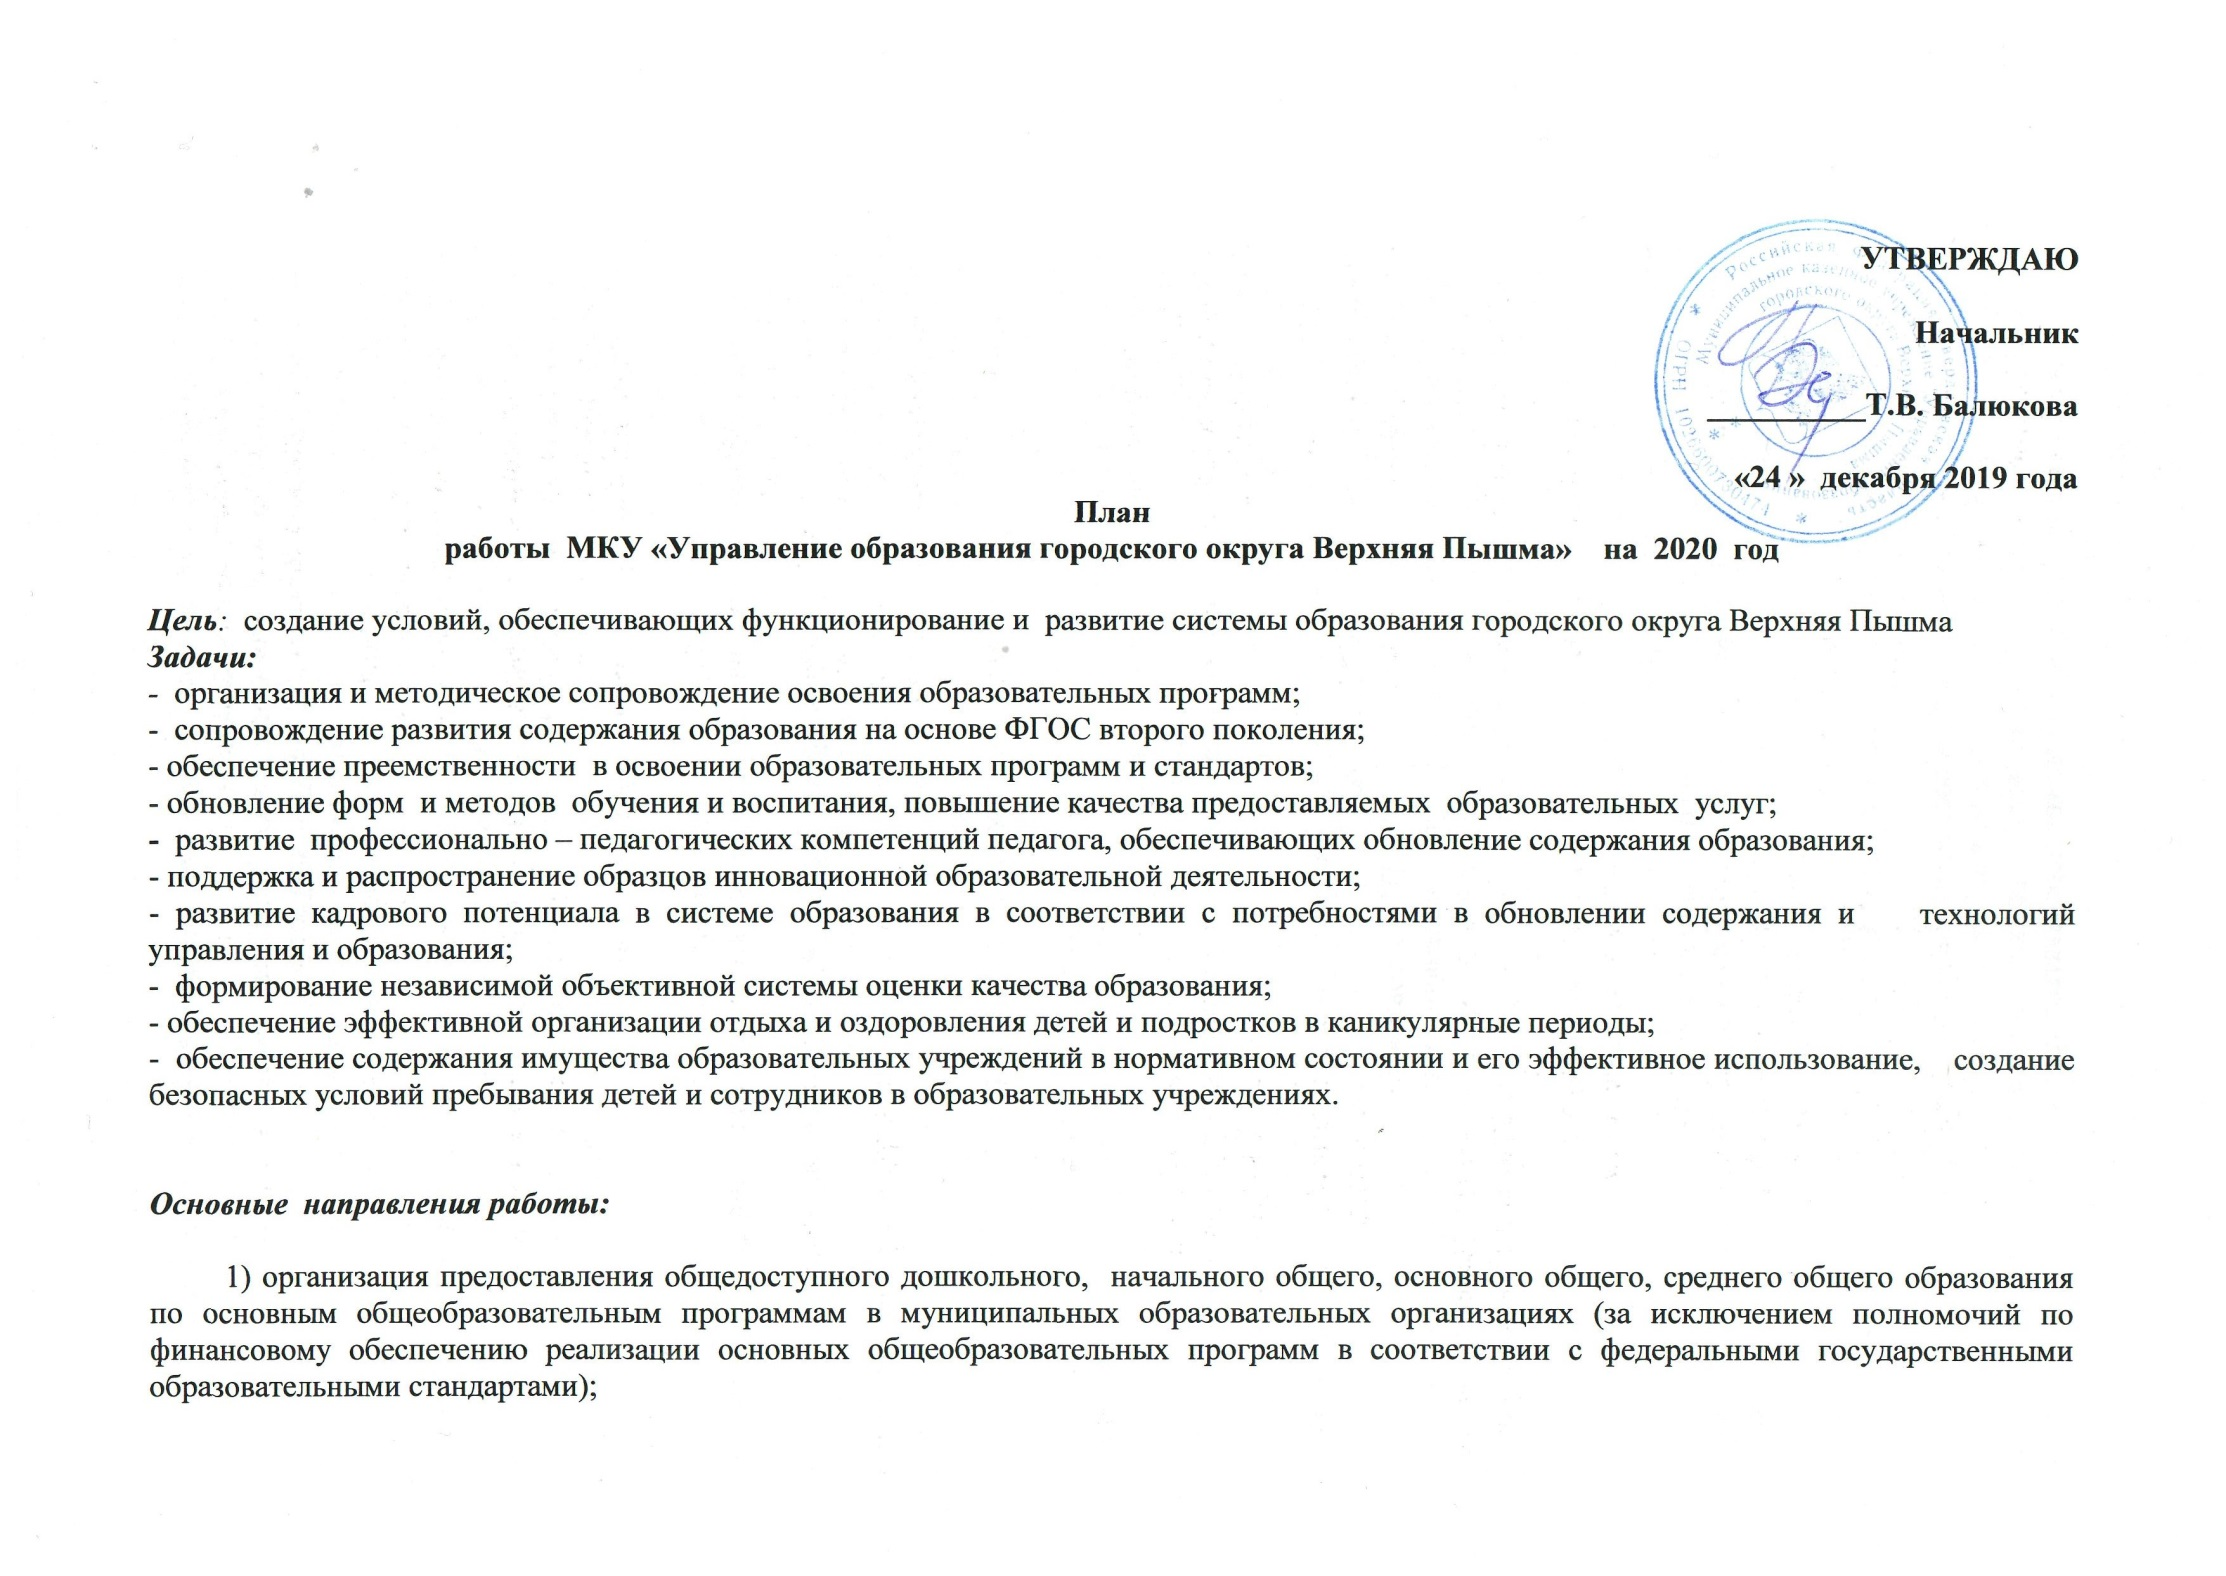 УТВЕРЖДАЮ
Начальник
__________Т.В. Балюкова
«24 »  декабря 2019 года
План
работы  МКУ «Управление образования городского округа Верхняя Пышма»    на  2020  год
Цель:  создание условий, обеспечивающих функционирование и  развитие системы образования городского округа Верхняя Пышма
Задачи:
-  организация и методическое сопровождение освоения образовательных программ;
-  сопровождение развития содержания образования на основе ФГОС второго поколения;
- обеспечение преемственности  в освоении образовательных программ и стандартов;
- обновление форм  и методов  обучения и воспитания, повышение качества предоставляемых  образовательных  услуг;
-  развитие  профессионально – педагогических компетенций педагога, обеспечивающих обновление содержания образования;
- поддержка и распространение образцов инновационной образовательной деятельности;
- развитие кадрового потенциала в системе образования в соответствии с потребностями в обновлении содержания и    технологий
управления и образования;
-  формирование независимой объективной системы оценки качества образования;
- обеспечение эффективной организации отдыха и оздоровления детей и подростков в каникулярные периоды;
-  обеспечение содержания имущества образовательных учреждений в нормативном состоянии и его эффективное использование,   создание
безопасных условий пребывания детей и сотрудников в образовательных учреждениях.
Основные  направления работы:
1) организация предоставления общедоступного дошкольного,  начального общего, основного общего, среднего общего образования
по основным общеобразовательным программам в муниципальных образовательных организациях (за исключением полномочий по
финансовому обеспечению реализации основных общеобразовательных программ в соответствии с федеральными государственными
образовательными стандартами);
Российская
Муниципальное казенное
городского